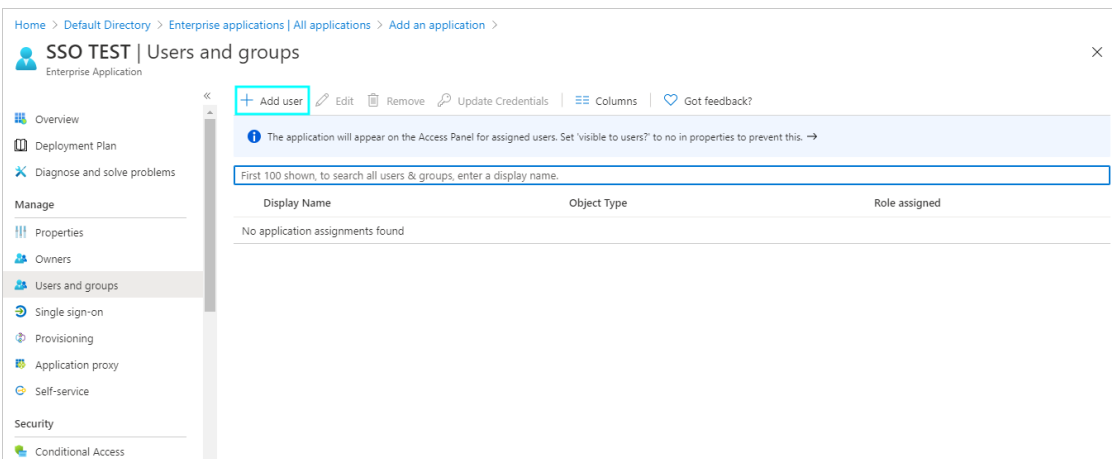 Home > Default Directory > Enterprise applications | All applications > Add an application >
SSO TEST | Users and groups
Enterprise Application
Overview
Deployment Plan
Diagnose and solve problems
Manage
Properties
Owners
Users and groups
Single sign-on
Provisioning
Application proxy
Self-service
Security
Conditional Access
Add user Edit Remove Update Credentials Columns Got feedback?
The application will appear on the Access Panel for assigned users. Set 'visible to users?' to no in properties to prevent this. →
First 100 shown, to search all users & groups, enter a display name.
Display Name Object Type Role assigned
No application assignments found